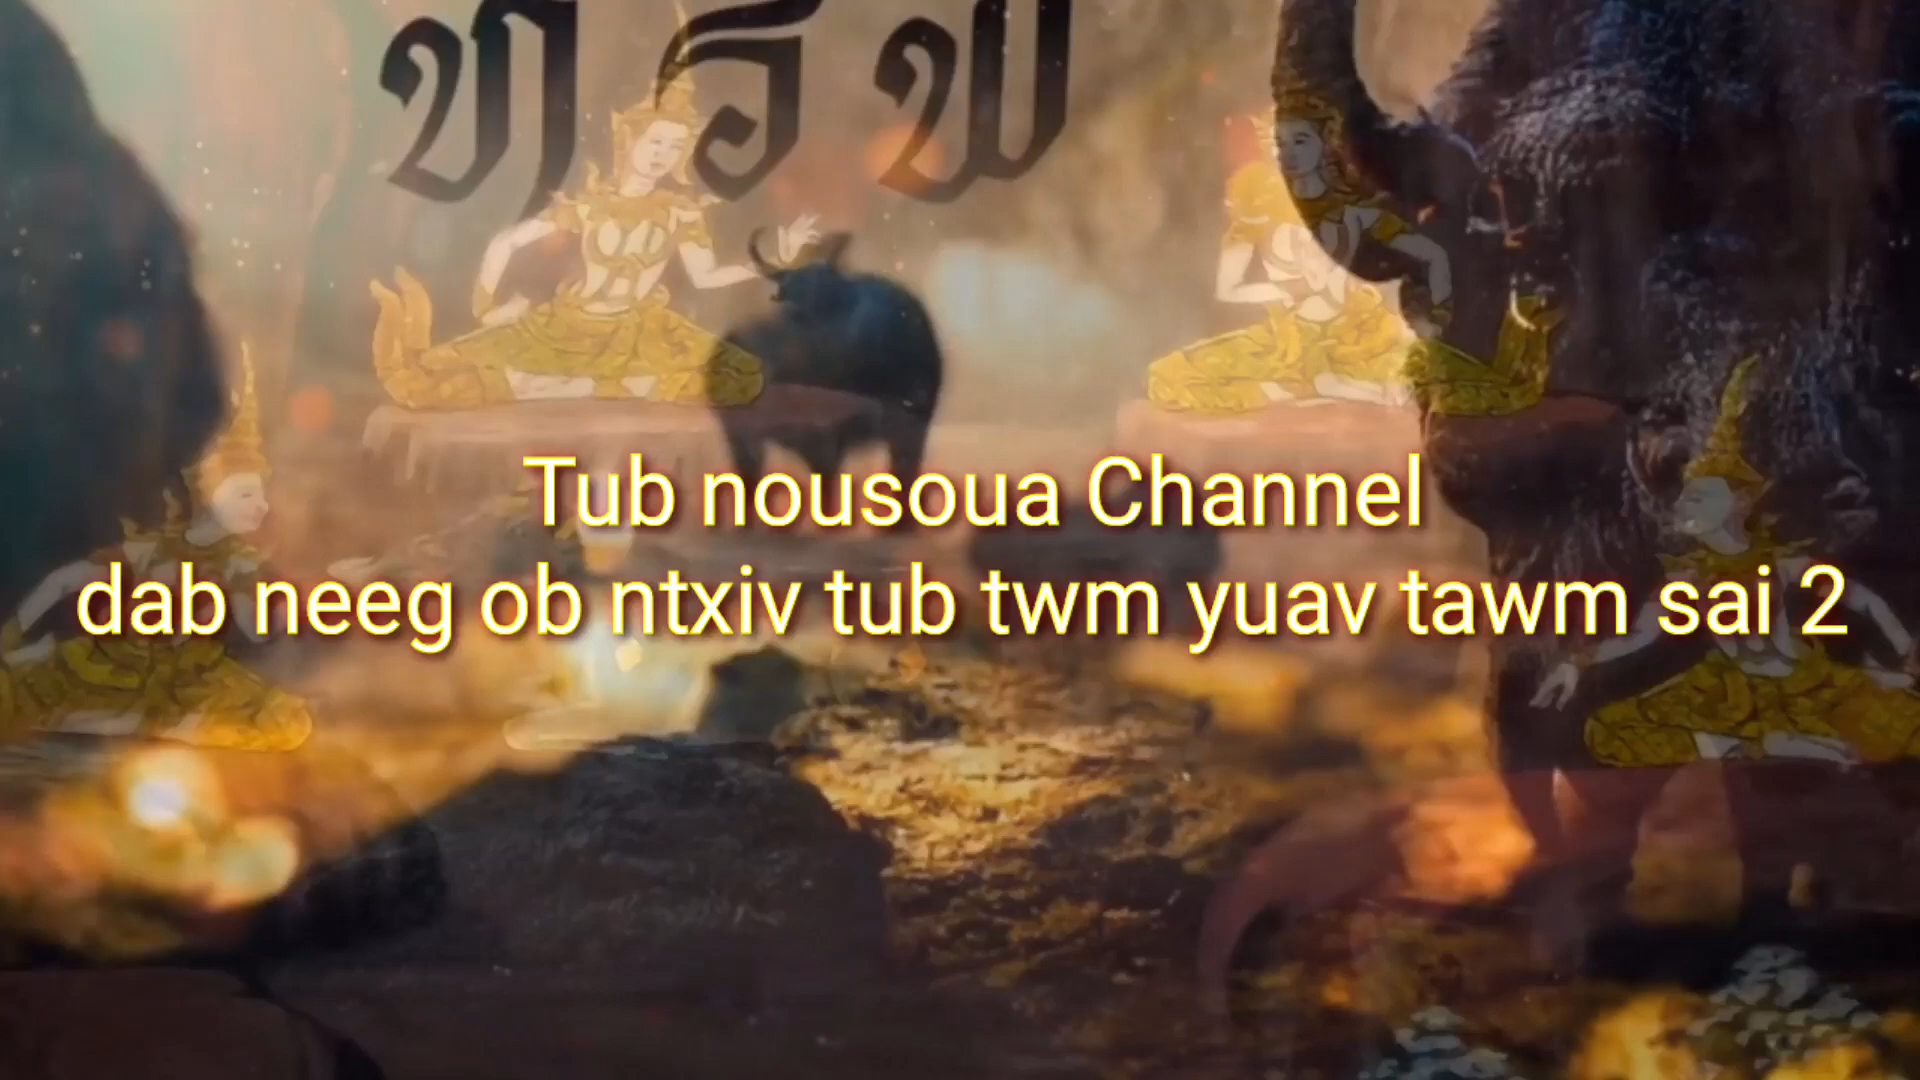 ทรพ
Tub nousoua Channel
dab neeg ob ntxiv tub twm yuav tawm sai 2